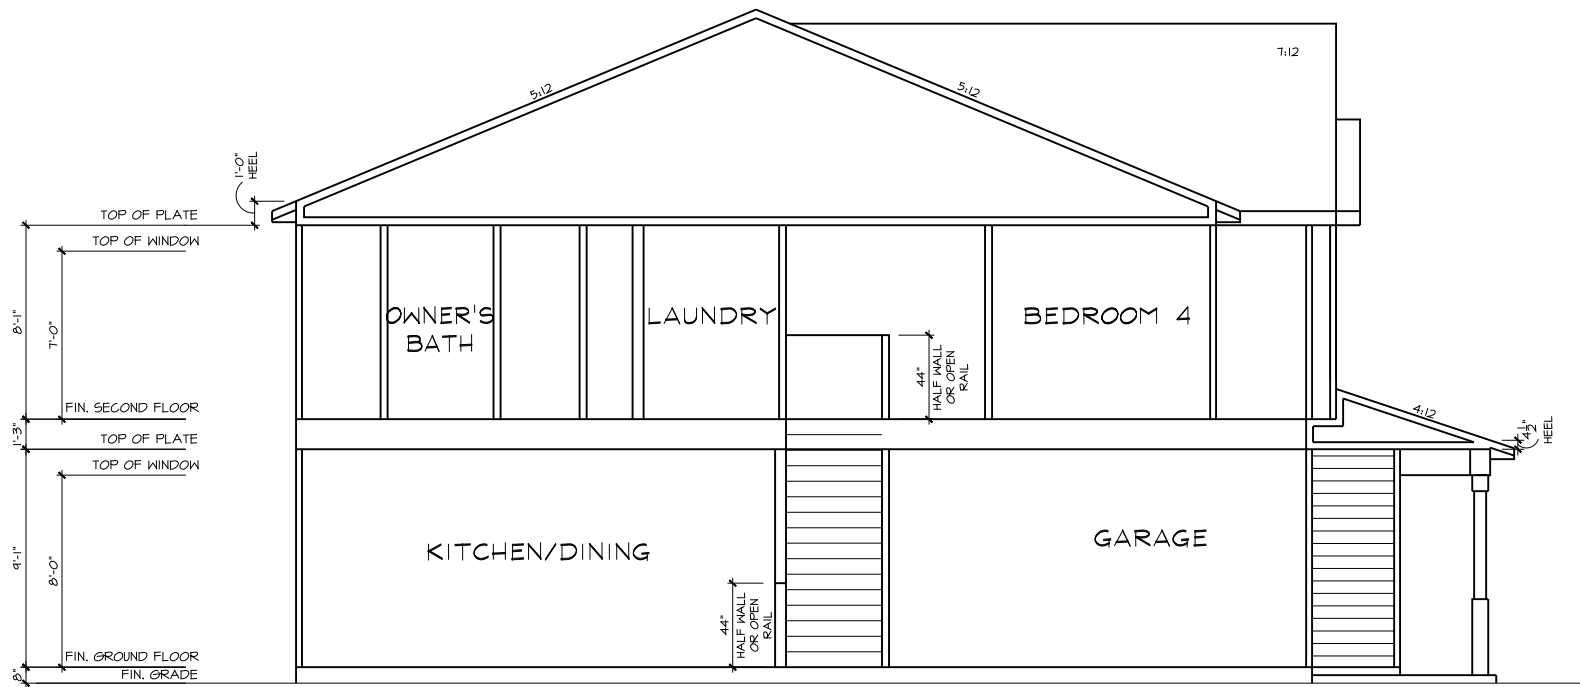 7:12
5:12
5:12
1'-0"
HEEL
TOP OF PLATE
TOP OF WINDOW
8'-1"
7'-0"
OWNER'S
BATH
LAUNDRY
BEDROOM 4
44"
HALF WALL
OR OPEN
RAIL
FIN. SECOND FLOOR
4:12
1'-3"
TOP OF PLATE
TOP OF WINDOW
4 1/2"
HEEL
KITCHEN/DINING
GARAGE
9'-1"
8'-0"
44"
HALF WALL
OR OPEN
RAIL
FIN. GROUND FLOOR
FIN. GRADE
8"